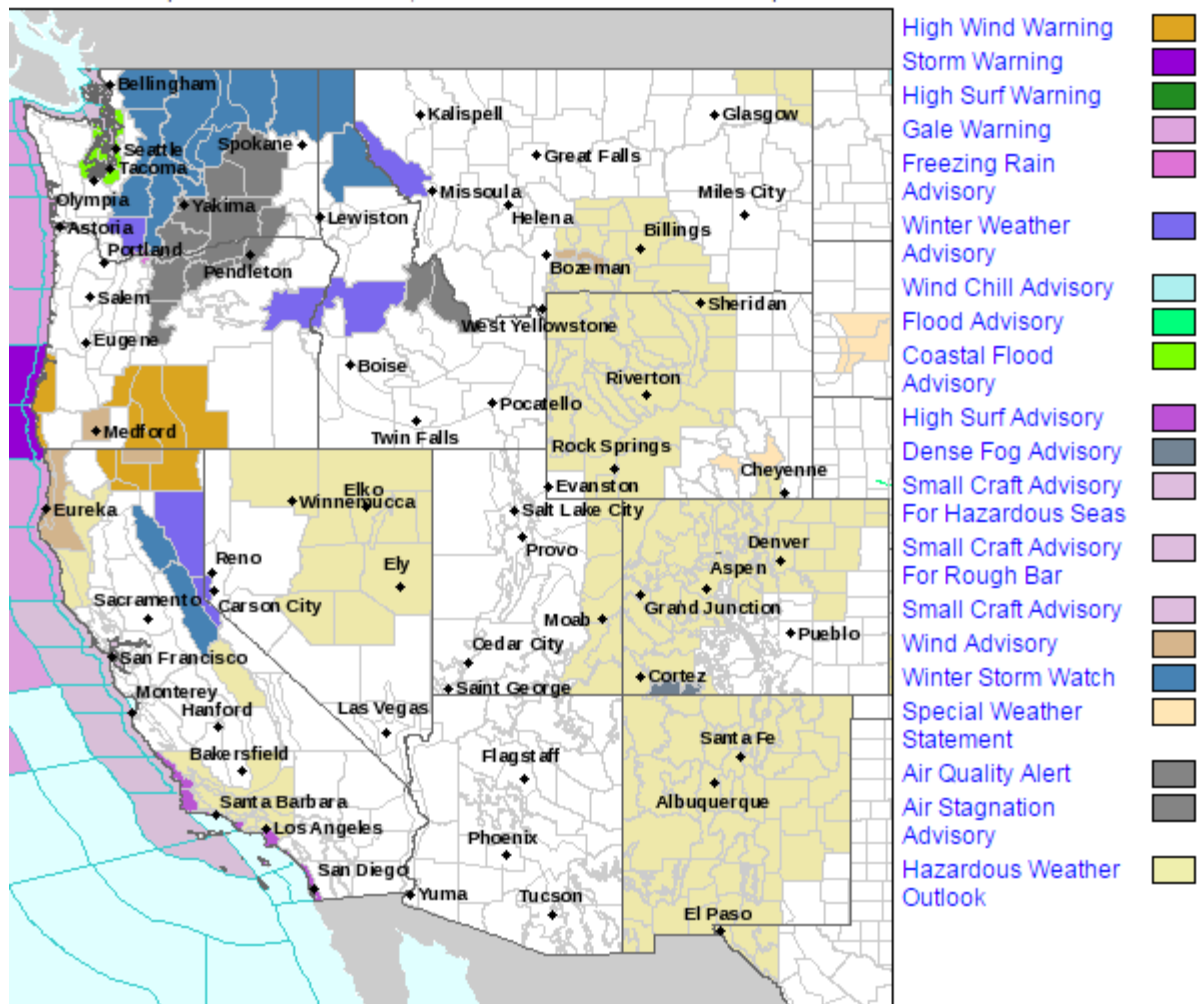 Bellingham
Kalispell
Glasgow
Seattle
Spokane
Great Falls
Tacoma
Missoula
Miles City
Olympia
Yakima
Lewiston
Helena
Astoria
Billings
Portland
Pendleton
Bozeman
Salem
Sheridan
West Yellowstone
Eugene
Boise
Riverton
Pocatello
Medford
Twin Falls
Rock Springs
Cheyenne
Elko
Evanston
Winnemucca
Eureka
Salt Lake City
Provo
Denver
Reno
Ely
Aspen
Sacramento
Carson City
Grand Junction
Moab
Pueblo
Cedar City
San Francisco
Cortez
Saint George
Monterey
Las Vegas
Hanford
Santa Fe
Bakersfield
Flagstaff
Albuquerque
Santa Barbara
Los Angeles
Phoenix
San Diego
Yuma
Tucson
El Paso
High Wind Warning
Storm Warning
High Surf Warning
Gale Warning
Freezing Rain
Advisory
Winter Weather
Advisory
Wind Chill Advisory
Flood Advisory
Coastal Flood
Advisory
High Surf Advisory
Dense Fog Advisory
Small Craft Advisory
For Hazardous Seas
Small Craft Advisory
For Rough Bar
Small Craft Advisory
Wind Advisory
Winter Storm Watch
Special Weather
Statement
Air Quality Alert
Air Stagnation
Advisory
Hazardous Weather
Outlook